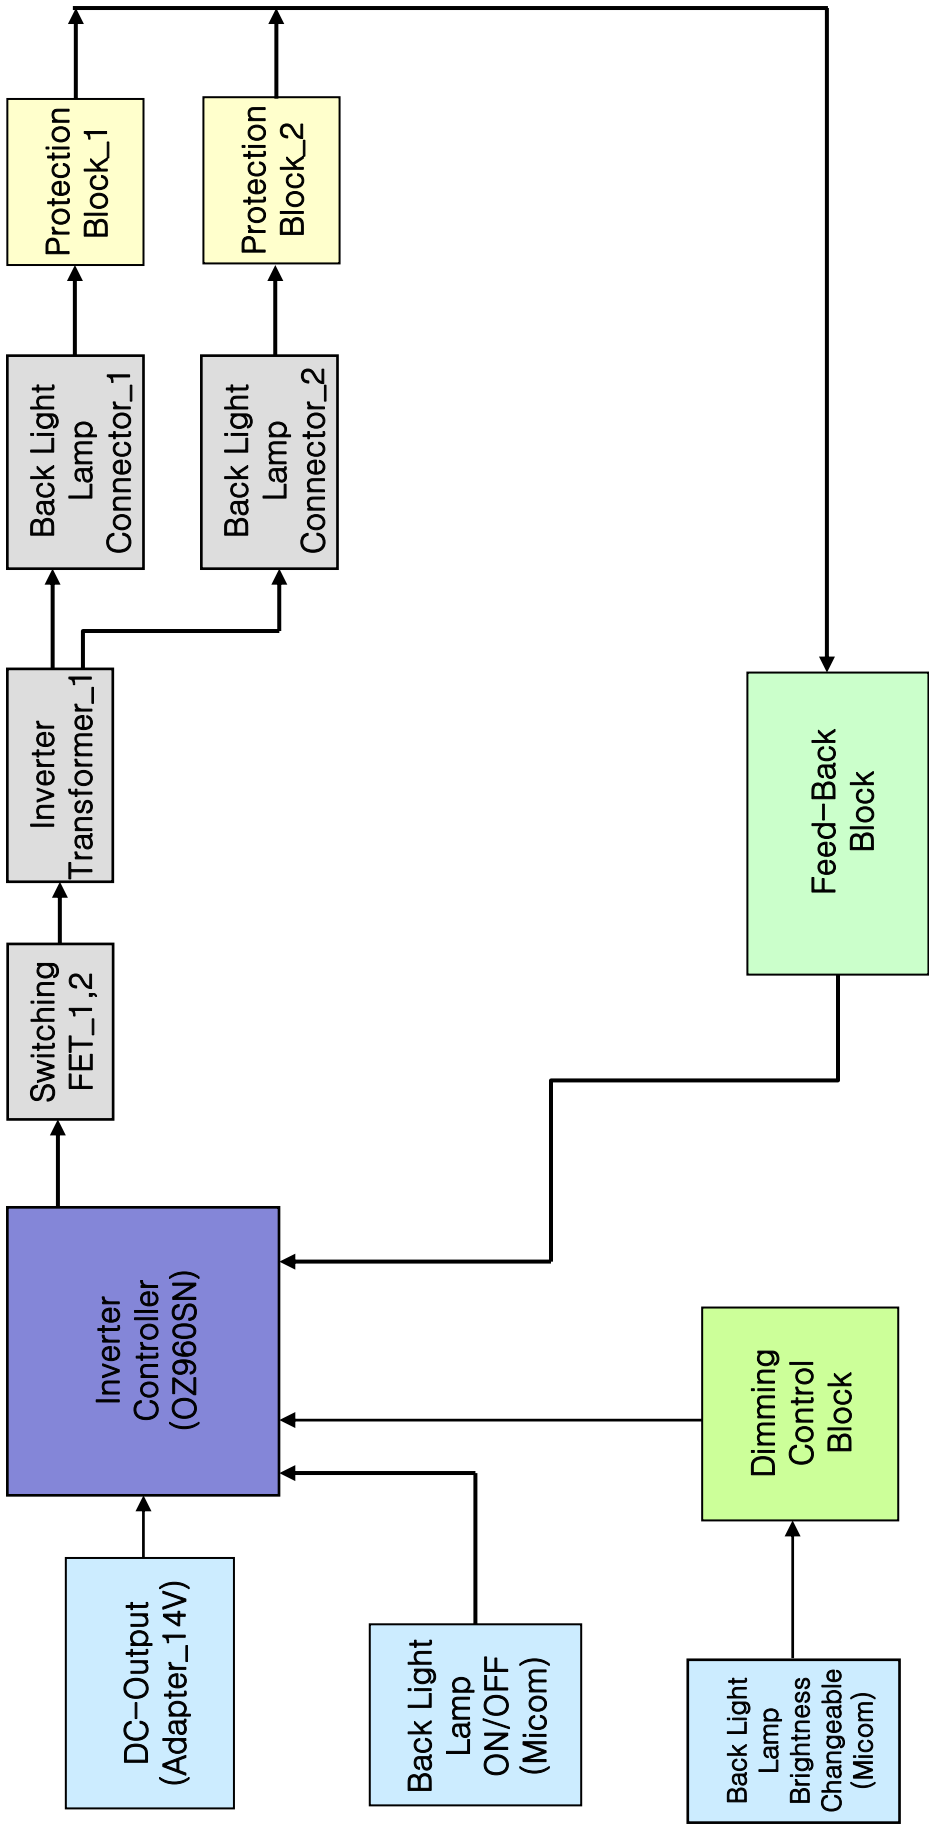 DC-Output
(Adapter_14V)
Inverter
Controller
(OZ960SN)
Switching
FET_1,2
Inverter
Transformer_1
Back Light
Lamp
Connector_1
Protection
Block_1
Back Light
Lamp
Connector_2
Protection
Block_2
Back Light
Lamp
ON/OFF
(Micom)
Feed-Back
Block
Dimming
Control
Block
Back Light
Lamp
Brightness
Changeable
(Micom)